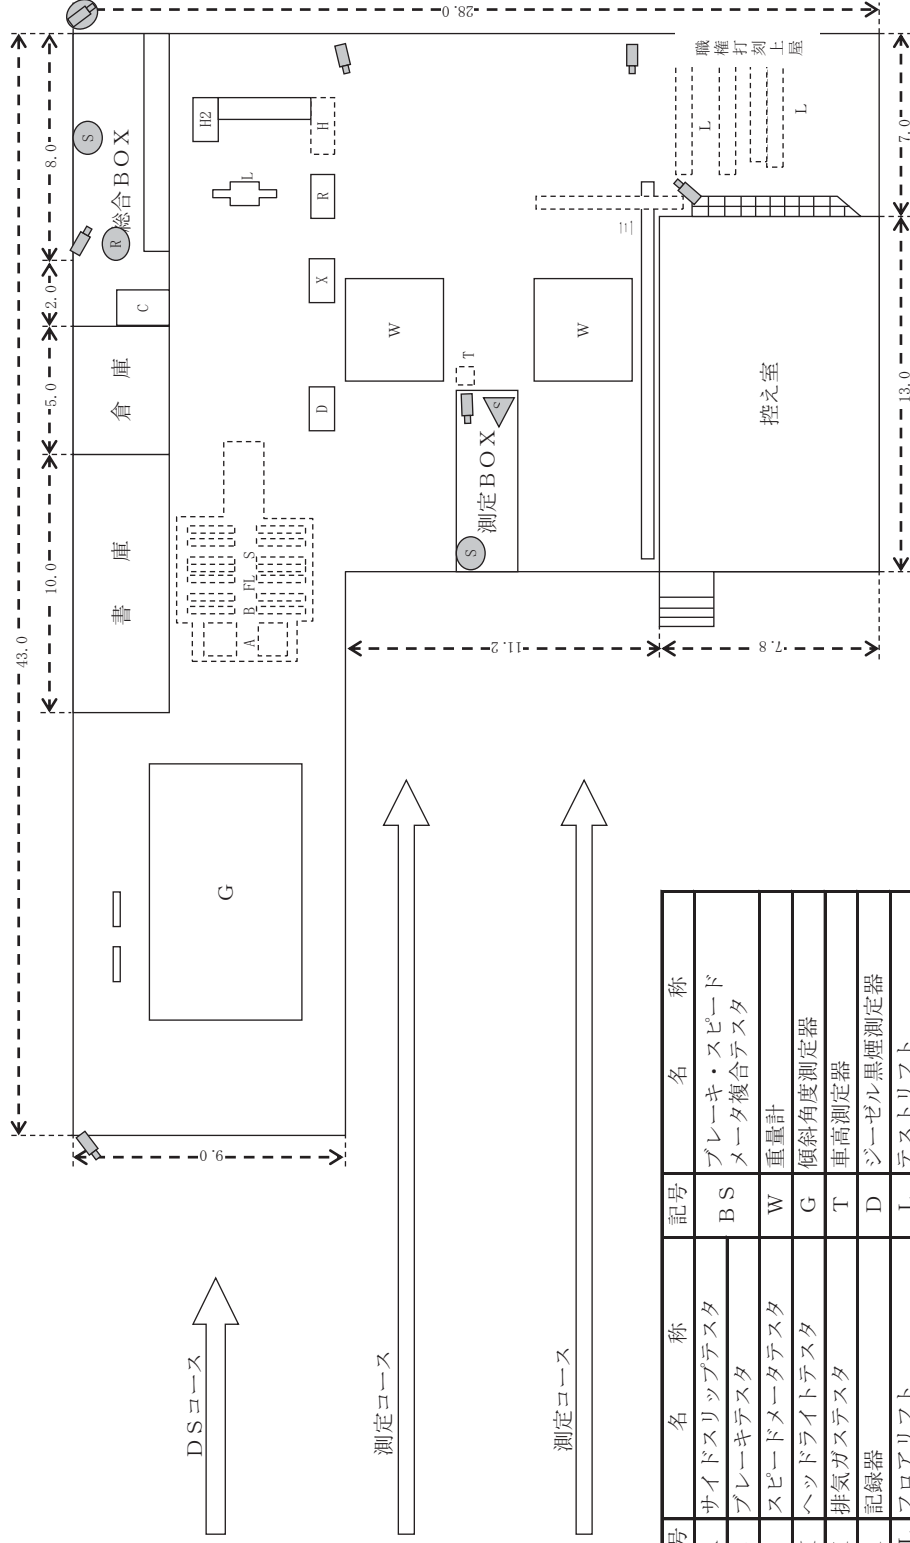 43.0
10.0
5.0
2.0
8.0
28.0
9.0
11.2
7.8
13.0
7.0
書庫
倉庫
C
R
総合BOX
S
G
A
B
FL
S
D
X
R
H
H2
L
W
W
T
S
測定BOX
三
控え室
L
L
職権打刻上屋
DSコース
測定コース
測定コース
号 名称 記号 名称
サイドスリップテスタ BS ブレーキ・スピード
メータ複合テスタ
ブレーキテスタ
スピードメータテスタ W 重量計
ヘッドライトテスタ G 傾斜角度測定器
排気ガステスタ T 車高測定器
記録器 D ジーゼル黒煙測定器
L フロアリフト L テストリフト